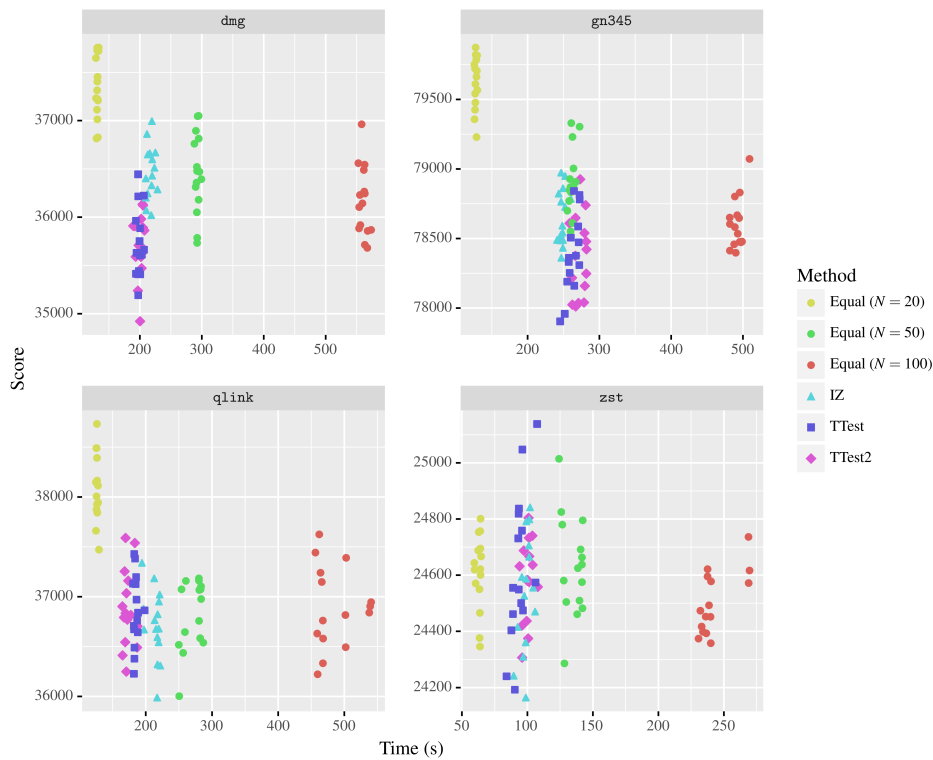 dmg
gn345
37000
36000
35000
200
300
400
500
79500
79000
78500
78000
200
300
400
500
Score
qlink
zst
38000
37000
36000
200
300
400
500
25000
24800
24600
24400
24200
50
100
150
200
250
Time (s)
Method
Equal (N = 20)
Equal (N = 50)
Equal (N = 100)
IZ
TTest
TTest2